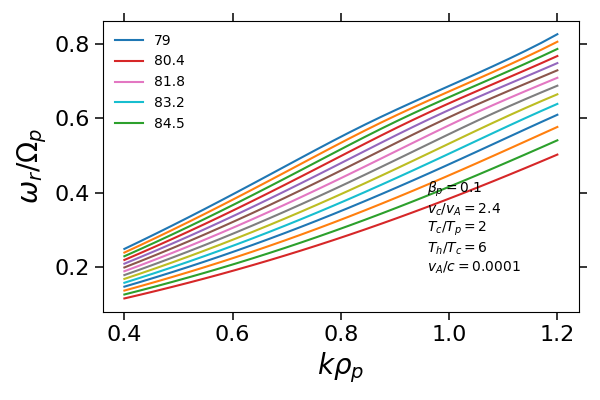 79
80.4
81.8
83.2
84.5
0.8
0.6
0.4
0.2
ω_r/Ω_p
β_p = 0.1
v_c/v_A = 2.4
T_c/T_p = 2
T_h/T_c = 6
v_A/c = 0.0001
0.4 0.6 0.8 1.0 1.2
kρ_p